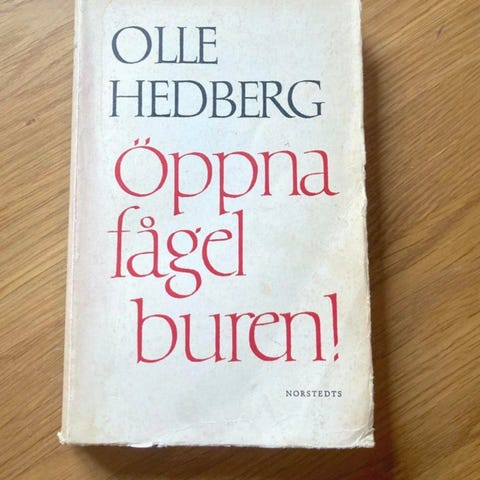 OLLE
HEDBERG
Öppna
fågel
buren!
NORSTEDTS